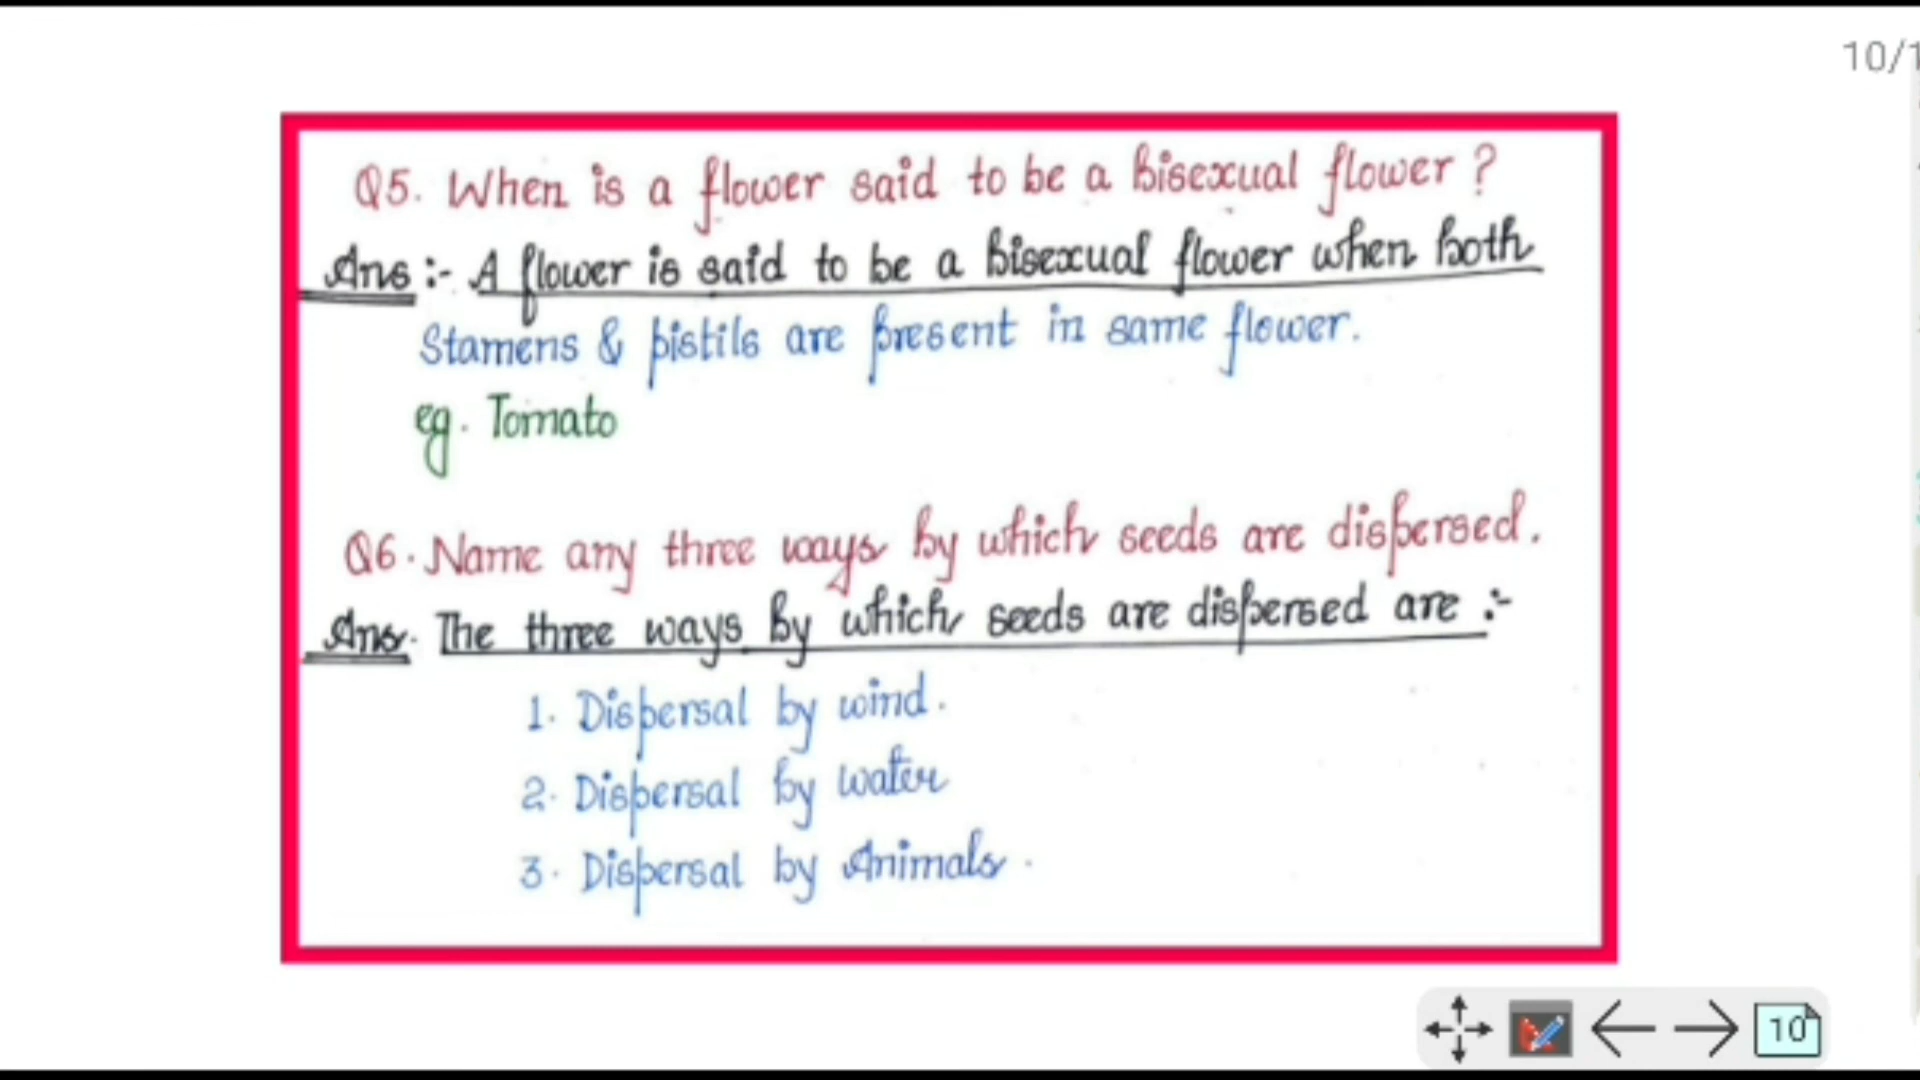 10/1
Q5. When is a flower said to be a bisexual flower ?
Ans :- A flower is said to be a bisexual flower when both
Stamens & pistils are present in same flower.
eg. Tomato
Q6. Name any three ways by which seeds are dispersed.
Ans. The three ways by which seeds are dispersed are :-
1. Dispersal by wind.
2. Dispersal by water
3. Dispersal by Animals.
10